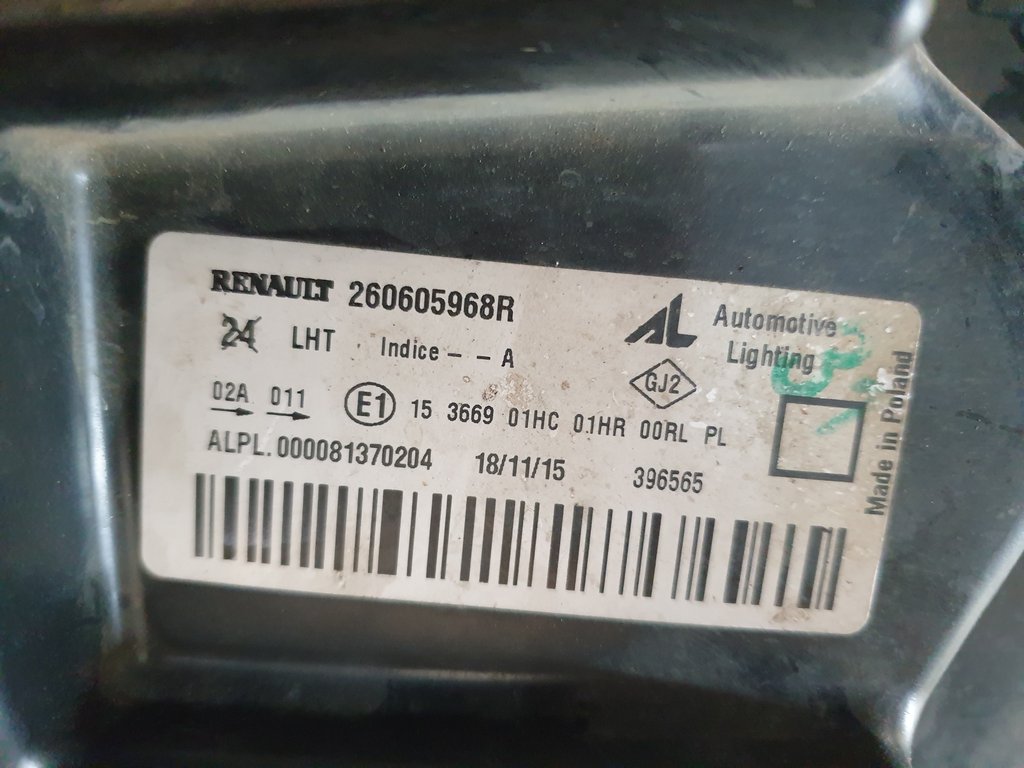 RENAULT 260605968R
AL Automotive Lighting
24 LHT Indice - - A
GJ2
02A 011 E1 15 3669 01HC 01HR 00RL PL
ALPL.000081370204 18/11/15 396565
Made in Poland